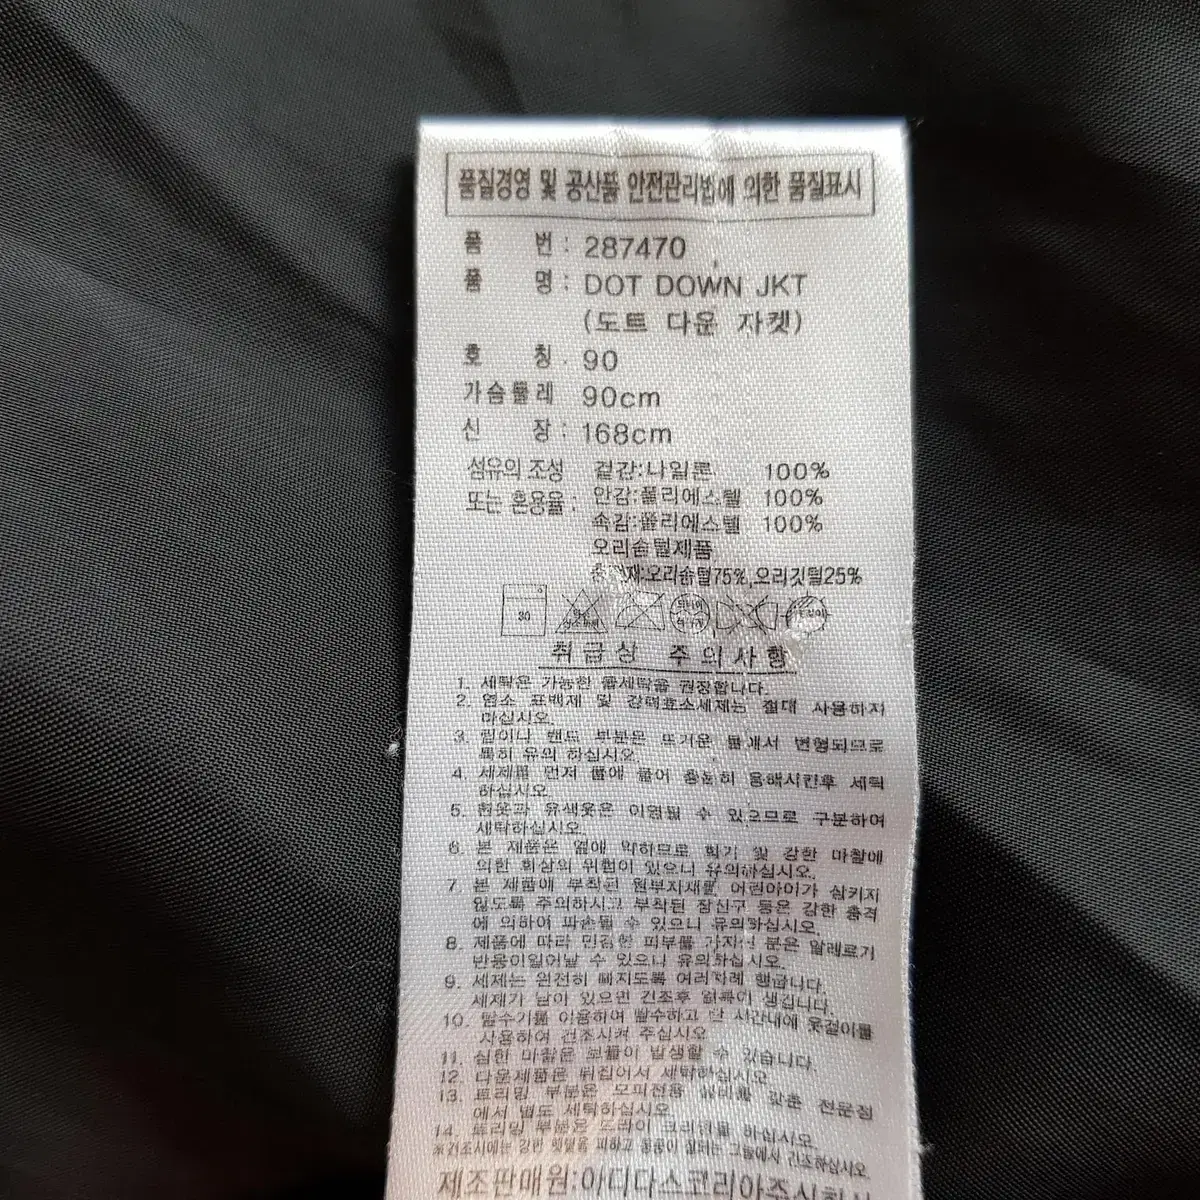 품질경영 및 공산품 안전관리법에 의한 품질표시
품 번: 287470
품 명: DOT DOWN JKT
(도트 다운 자켓)
호 칭: 90
가슴둘레 90cm
신 장: 168cm
섬유의 조성 겉감:나일론 100%
또는 혼용율: 안감:폴리에스텔 100%
속감:폴리에스텔 100%
오리솜털제품
오리솜털75%,오리깃털25%
30
취급상 주의사항
1. 세탁은 가능한 물세탁을 권장합니다.
2. 염소 표백제 및 강력효소세제는 절대 사용하지
마십시오.
3. 립이나 밴드 부분은 뜨거운 물에서 변형되므로
특히 유의 하십시오.
4. 세제를 먼저 물에 풀어 충분히 용해시킨후 세탁
하십시오.
5. 흰옷과 유색옷은 이염될 수 있으므로 구분하여
세탁하십시오.
6. 본 제품은 열에 약하므로 화기 및 강한 마찰에
의한 화상의 위험이 있으니 유의하십시오.
7 본 제품에 부착된 원부자재를 어린아이가 삼키지
않도록 주의하시고 부착된 장신구 등은 강한 충격
에 의하여 파손될 수 있으니 유의하십시오.
8. 제품에 따라 민감한 피부를 가지신 분은 알레르기
반응이일어날 수 있으니 유의하십시오.
9. 세제는 완전히 빠지도록 여러차례 헹굽니다.
세제가 남아 있으면 건조후 얼룩이 생깁니다.
10. 탈수기를 이용하여 탈수하고 단 시간내에 옷걸이를
사용하여 건조시켜 주십시오.
11. 심한 마찰은 보풀이 발생할 수 있습니다.
12. 다운제품은 뒤집어서 세탁하십시오.
13. 트리밍 부분은 모피전용 설비를 갖춘 전문점
에서 별도 세탁하십시오.
14. 트리밍 부분은 드라이 크리닝를 하십시오.
※건조시에는 강한 햇빛을 피하고 통풍이 잘되는 그늘에서 건조하십시오
제조판매원:아디다스코리아주식회사